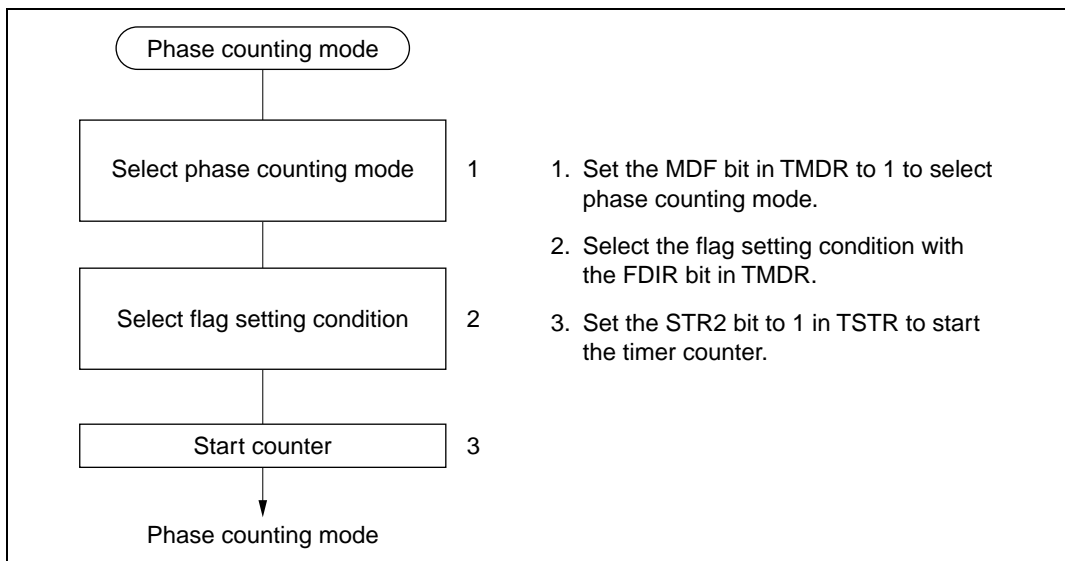 Phase counting mode
Select phase counting mode 1
Select flag setting condition 2
Start counter 3
Phase counting mode
1. Set the MDF bit in TMDR to 1 to select
phase counting mode.
2. Select the flag setting condition with
the FDIR bit in TMDR.
3. Set the STR2 bit to 1 in TSTR to start
the timer counter.